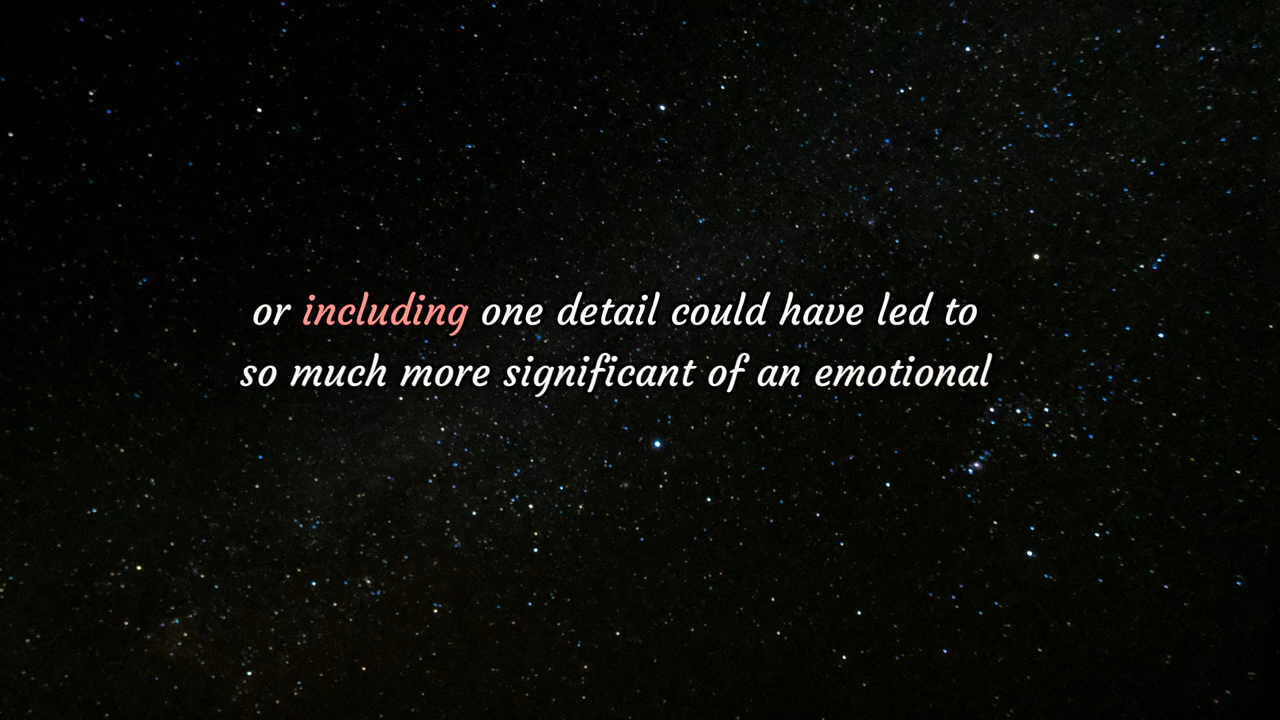 or including one detail could have led to
so much more significant of an emotional